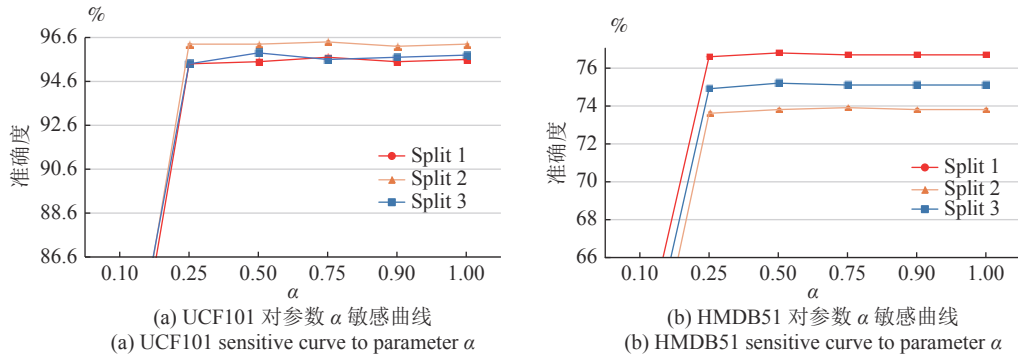 %
96.6
94.6
92.6
90.6
88.6
86.6
准确度
Split 1
Split 2
Split 3
0.10 0.25 0.50 0.75 0.90 1.00
α
(a) UCF101 对参数 α 敏感曲线
(a) UCF101 sensitive curve to parameter α
%
76
74
72
70
68
66
准确度
Split 1
Split 2
Split 3
0.10 0.25 0.50 0.75 0.90 1.00
α
(b) HMDB51 对参数 α 敏感曲线
(b) HMDB51 sensitive curve to parameter α